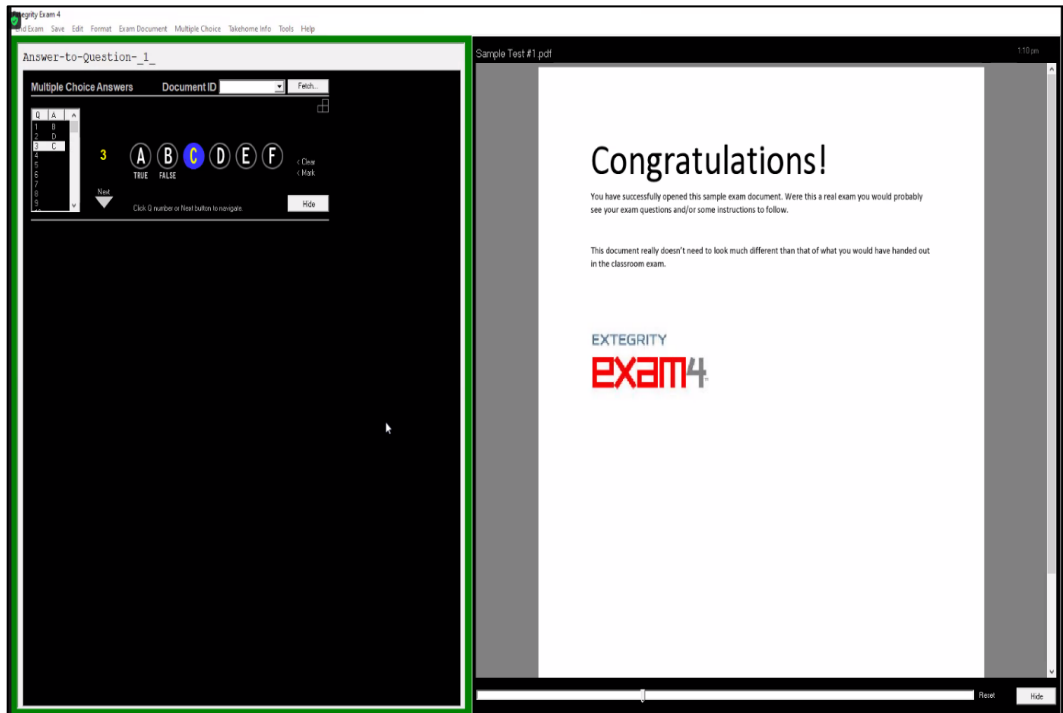 Extegrity Exam 4
End Exam Save Edit Format Exam Document Multiple Choice Takehome Info Tools Help
Answer-to-Question-_1_
Multiple Choice Answers Document ID Fetch...
Q A
1 B
2 D
3 C
4
5
6
7
8
9
3
A B C D E F
TRUE FALSE
< Clear
< Mark
Next
Click Q number or Next button to navigate.
Hide
Sample Test #1.pdf 1:10 pm
Congratulations!
You have successfully opened this sample exam document. Were this a real exam you would probably
see your exam questions and/or some instructions to follow.
This document really doesn't need to look much different than that of what you would have handed out
in the classroom exam.
EXTEGRITY
exam4
Reset Hide